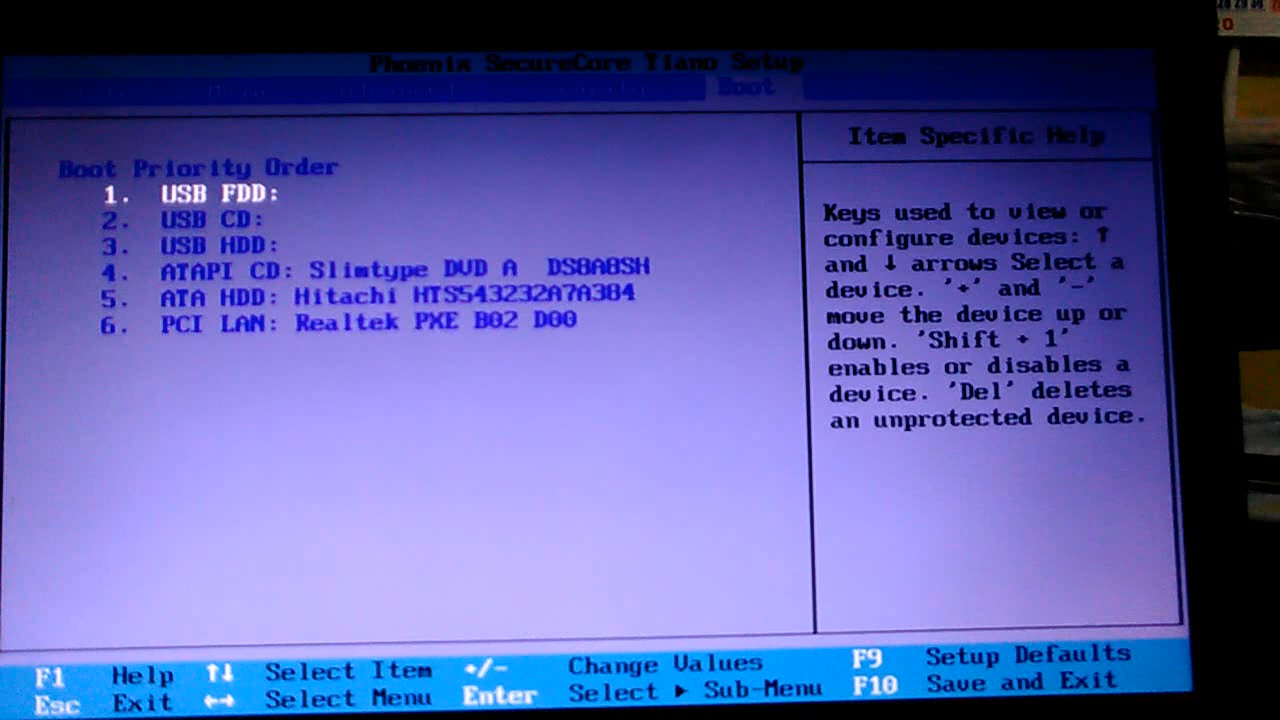 Phoenix SecureCore Tiano Setup
Boot
Boot Priority Order
1. USB FDD:
2. USB CD:
3. USB HDD:
4. ATAPI CD: Slimtype DVD A DS8A8SH
5. ATA HDD: Hitachi HTS543232A7A384
6. PCI LAN: Realtek PXE B02 D00
Item Specific Help
Keys used to view or
configure devices: ↑
and ↓ arrows Select a
device. '+' and '-'
move the device up or
down. 'Shift + 1'
enables or disables a
device. 'Del' deletes
an unprotected device.
F1 Help ↑↓ Select Item +/- Change Values F9 Setup Defaults
Esc Exit ←→ Select Menu Enter Select ▶ Sub-Menu F10 Save and Exit